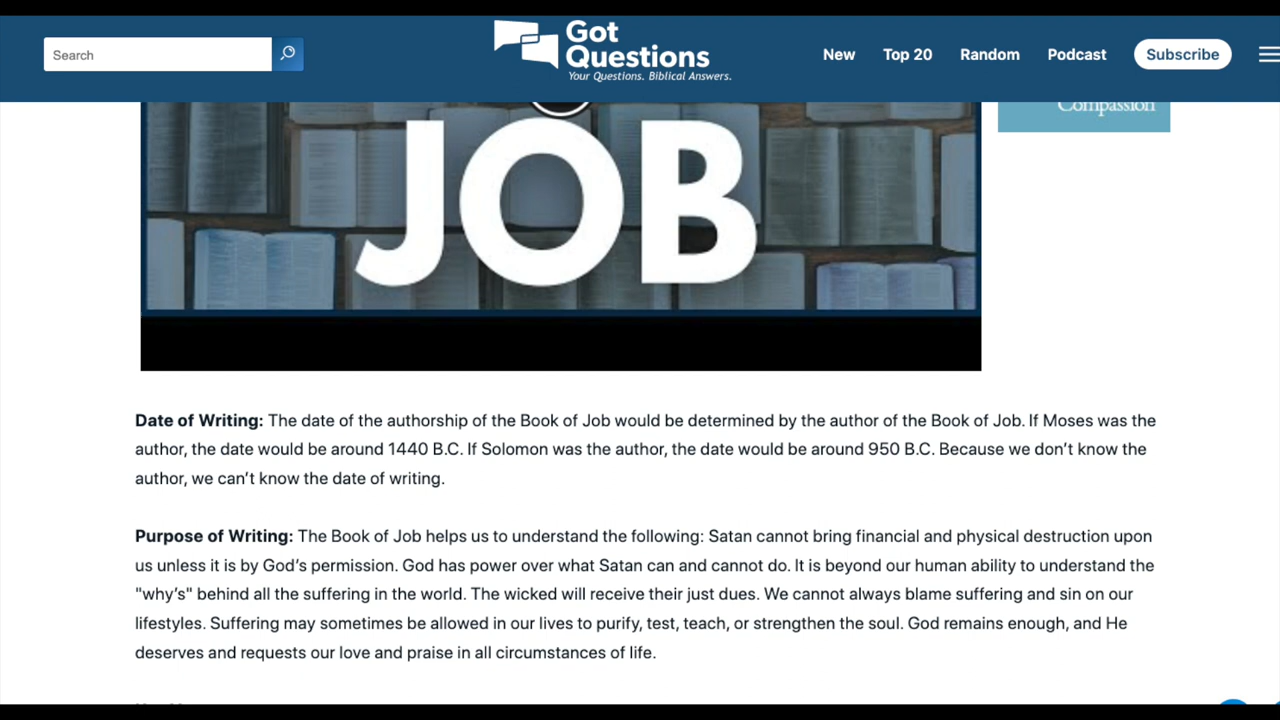 Search
Got
Questions
Your Questions. Biblical Answers.
New Top 20 Random Podcast Subscribe
Compassion
JOB
Date of Writing: The date of the authorship of the Book of Job would be determined by the author of the Book of Job. If Moses was the
author, the date would be around 1440 B.C. If Solomon was the author, the date would be around 950 B.C. Because we don’t know the
author, we can’t know the date of writing.
Purpose of Writing: The Book of Job helps us to understand the following: Satan cannot bring financial and physical destruction upon
us unless it is by God’s permission. God has power over what Satan can and cannot do. It is beyond our human ability to understand the
"why’s" behind all the suffering in the world. The wicked will receive their just dues. We cannot always blame suffering and sin on our
lifestyles. Suffering may sometimes be allowed in our lives to purify, test, teach, or strengthen the soul. God remains enough, and He
deserves and requests our love and praise in all circumstances of life.